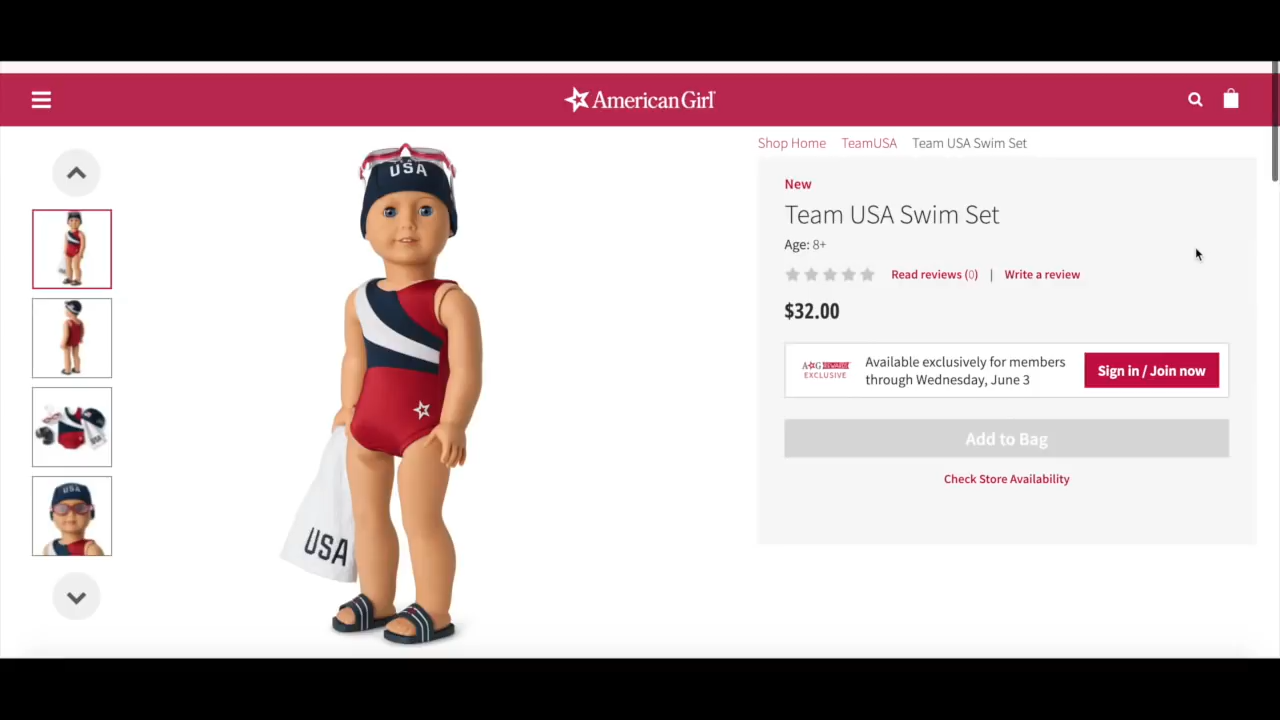 American Girl
Shop Home TeamUSA Team USA Swim Set
New
Team USA Swim Set
Age: 8+
Read reviews (0) | Write a review
$32.00
Available exclusively for members
through Wednesday, June 3
EXCLUSIVE
Sign in / Join now
Add to Bag
Check Store Availability
USA
USA
USA